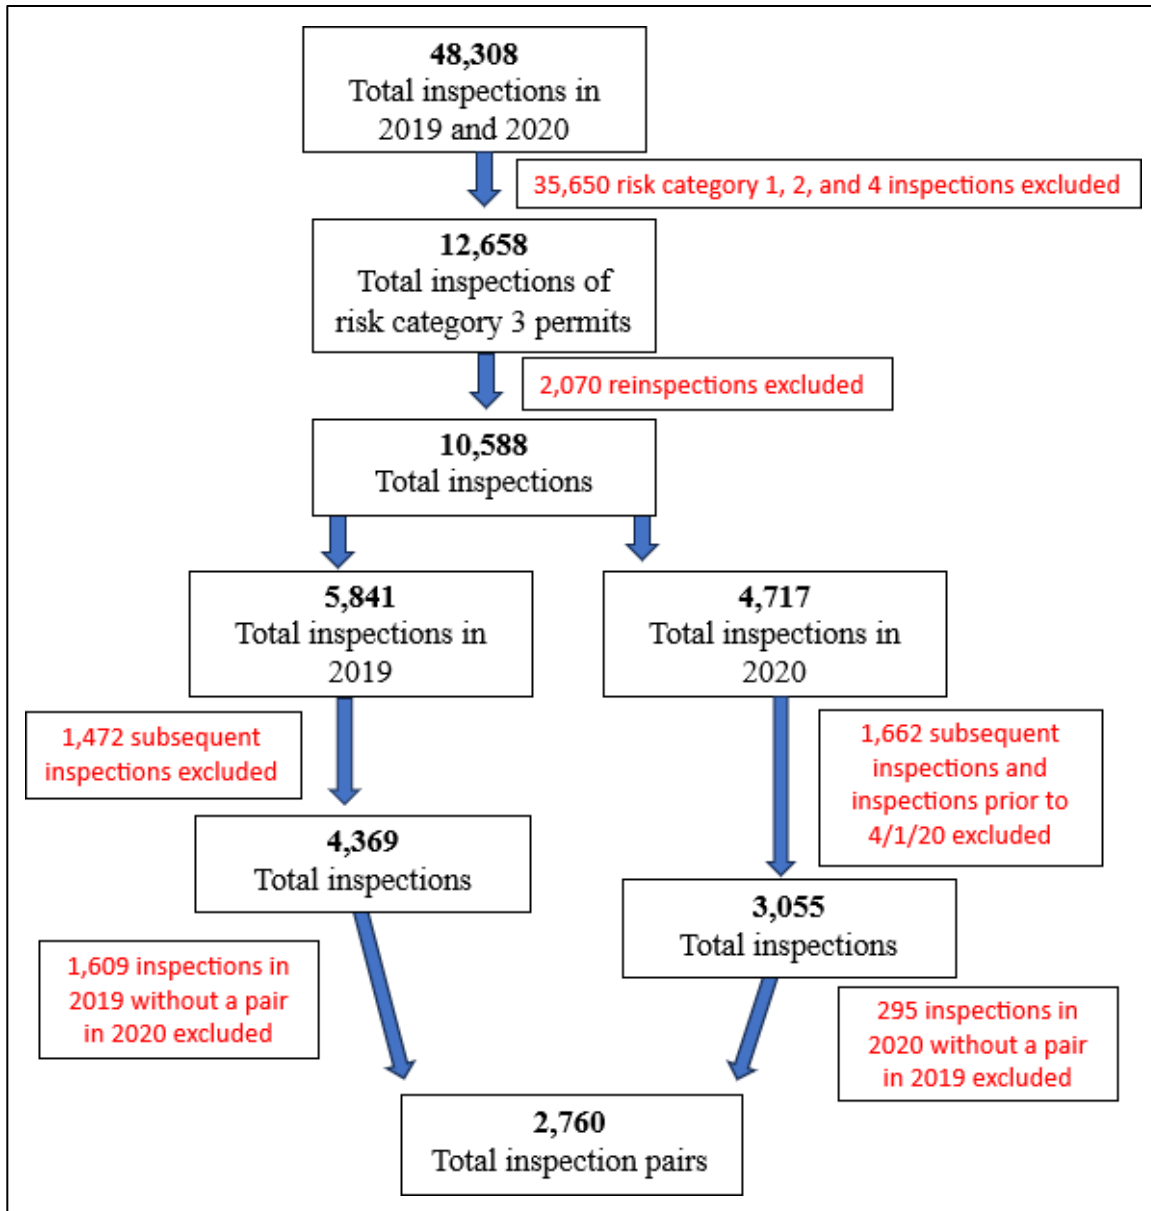 48,308
Total inspections in
2019 and 2020
35,650 risk category 1, 2, and 4 inspections excluded
12,658
Total inspections of
risk category 3 permits
2,070 reinspections excluded
10,588
Total inspections
5,841
Total inspections in
2019
4,717
Total inspections in
2020
1,472 subsequent
inspections excluded
1,662 subsequent
inspections and
inspections prior to
4/1/20 excluded
4,369
Total inspections
3,055
Total inspections
1,609 inspections in
2019 without a pair
in 2020 excluded
295 inspections in
2020 without a pair
in 2019 excluded
2,760
Total inspection pairs